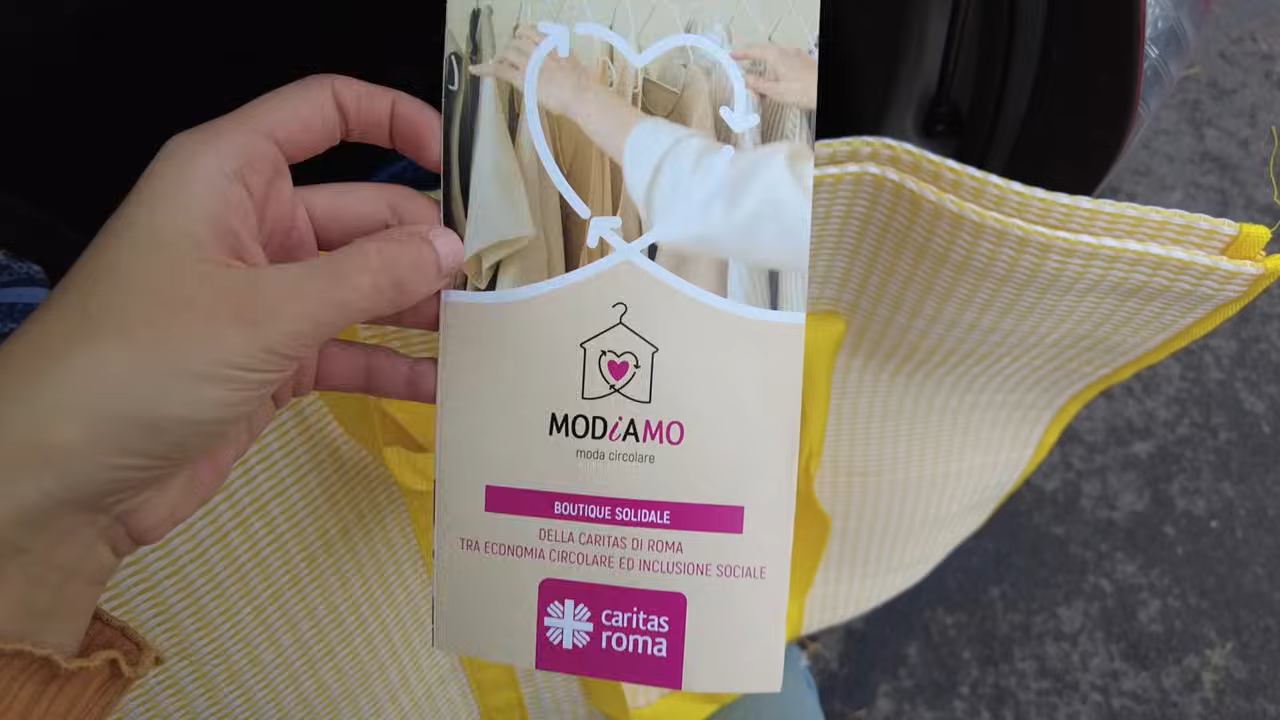 MODiAMO
moda circolare
BOUTIQUE SOLIDALE
DELLA CARITAS DI ROMA
TRA ECONOMIA CIRCOLARE ED INCLUSIONE SOCIALE
caritas
roma